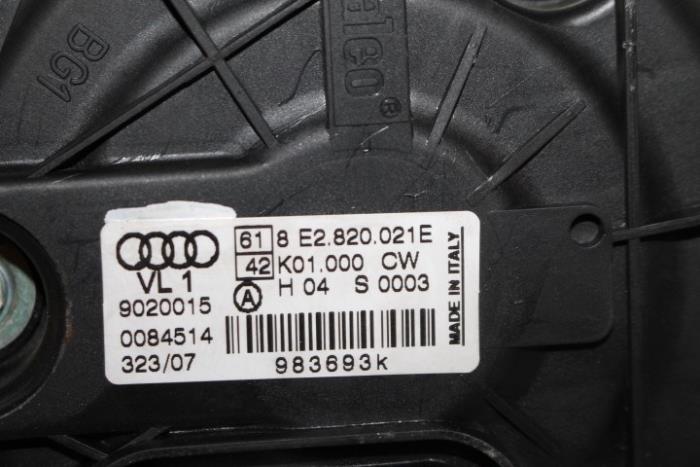 BG1
aleo®
61 8 E2.820.021E
42 K01.000 CW
VL 1
A H 04 S 0003
9020015
0084514
323/07
983693k
MADE IN ITALY